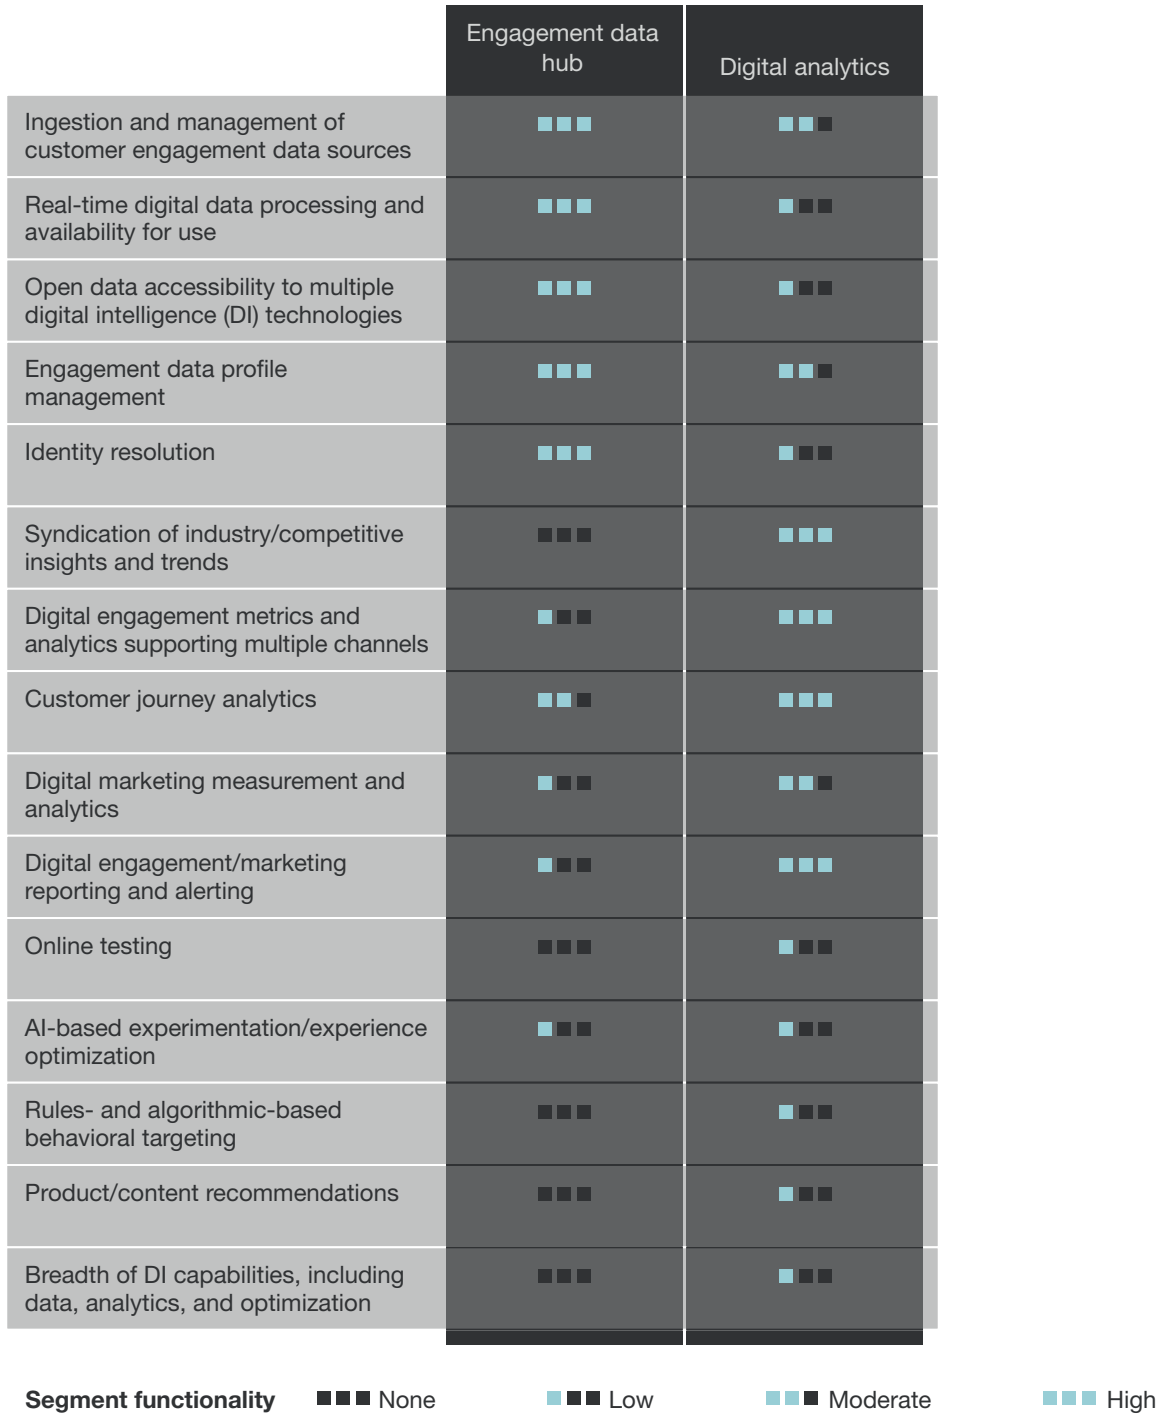 Engagement data
hub
Digital analytics
Ingestion and management of
customer engagement data sources
Real-time digital data processing and
availability for use
Open data accessibility to multiple
digital intelligence (DI) technologies
Engagement data profile
management
Identity resolution
Syndication of industry/competitive
insights and trends
Digital engagement metrics and
analytics supporting multiple channels
Customer journey analytics
Digital marketing measurement and
analytics
Digital engagement/marketing
reporting and alerting
Online testing
AI-based experimentation/experience
optimization
Rules- and algorithmic-based
behavioral targeting
Product/content recommendations
Breadth of DI capabilities, including
data, analytics, and optimization
Segment functionality None Low Moderate High